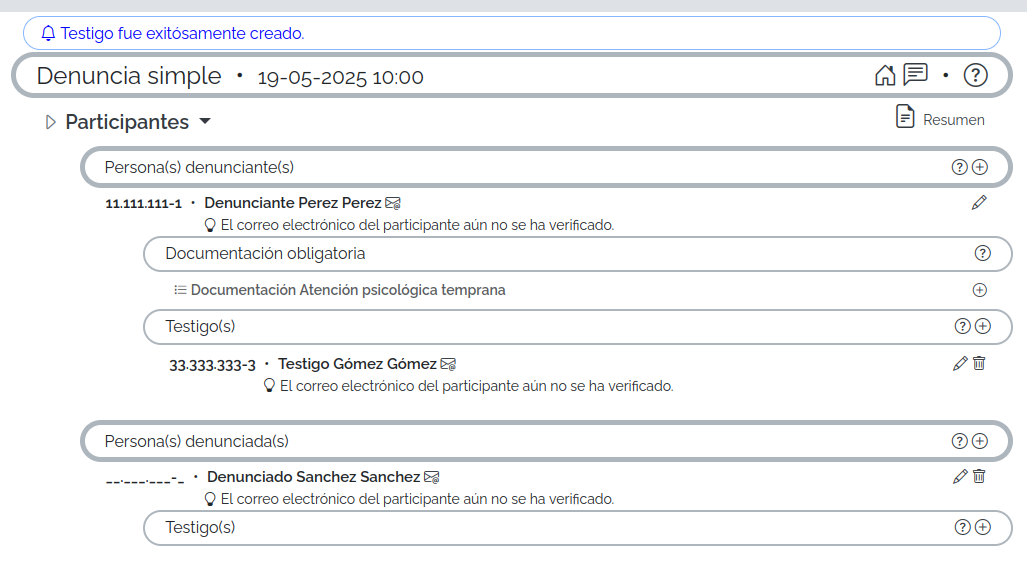 Testigo fue exitósamente creado.
Denuncia simple • 19-05-2025 10:00
Participantes
Resumen
Persona(s) denunciante(s)
11.111.111-1 • Denunciante Perez Perez
El correo electrónico del participante aún no se ha verificado.
Documentación obligatoria
Documentación Atención psicológica temprana
Testigo(s)
33.333.333-3 • Testigo Gómez Gómez
El correo electrónico del participante aún no se ha verificado.
Persona(s) denunciada(s)
__.___.___-_ • Denunciado Sanchez Sanchez
El correo electrónico del participante aún no se ha verificado.
Testigo(s)